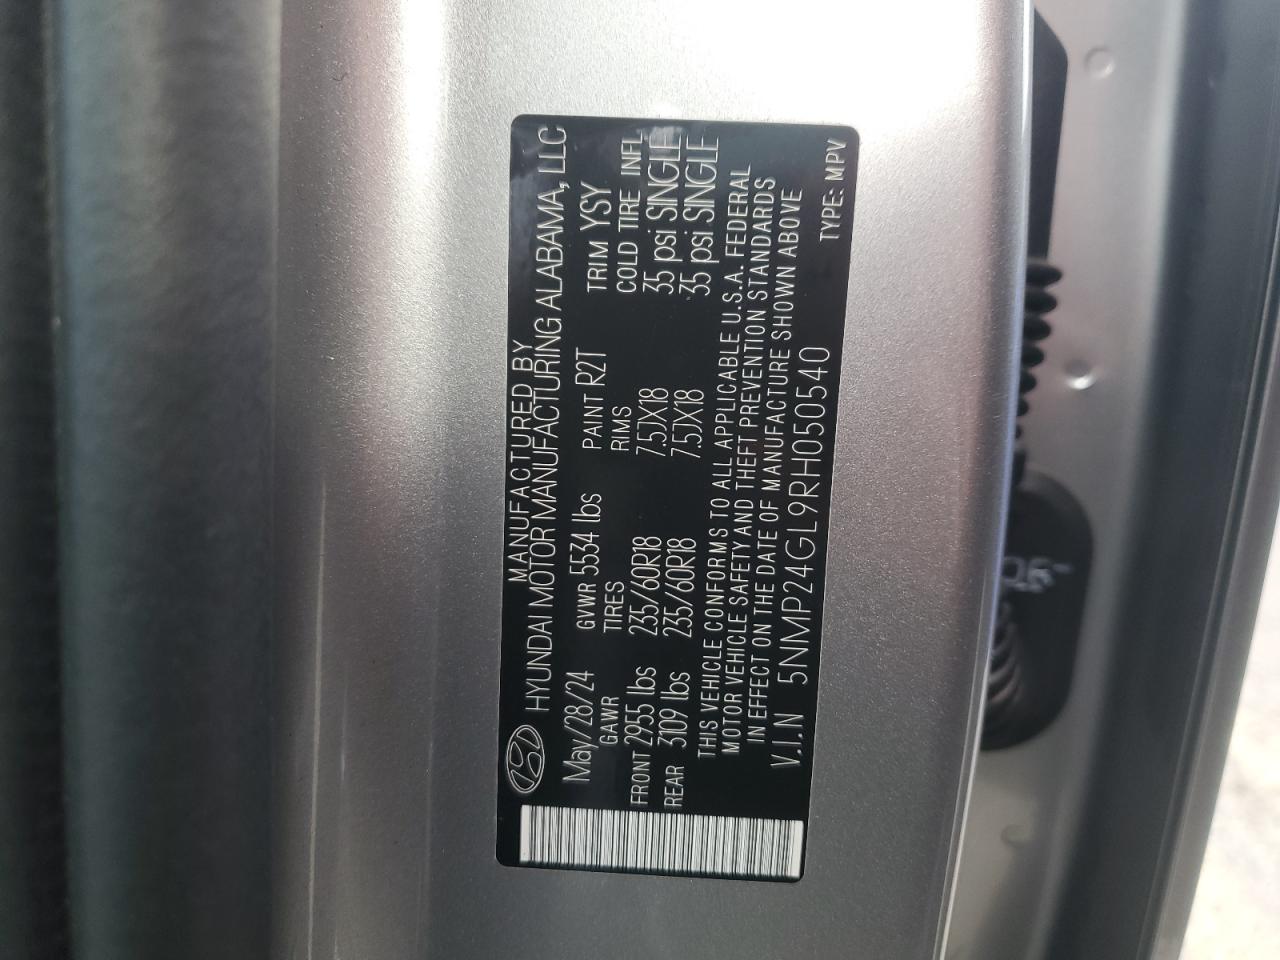 MANUFACTURED BY
HYUNDAI MOTOR MANUFACTURING ALABAMA, LLC
May/28/24 GVWR 5534 lbs PAINT R2T TRIM YSY
GAWR TIRES RIMS COLD TIRE INFL.
FRONT 2955 lbs 235/60R18 7.5JX18 35 psi SINGLE
REAR 3109 lbs 235/60R18 7.5JX18 35 psi SINGLE
THIS VEHICLE CONFORMS TO ALL APPLICABLE U.S.A. FEDERAL
MOTOR VEHICLE SAFETY AND THEFT PREVENTION STANDARDS
IN EFFECT ON THE DATE OF MANUFACTURE SHOWN ABOVE
V.I.N 5NMP24GL9RH050540 TYPE: MPV